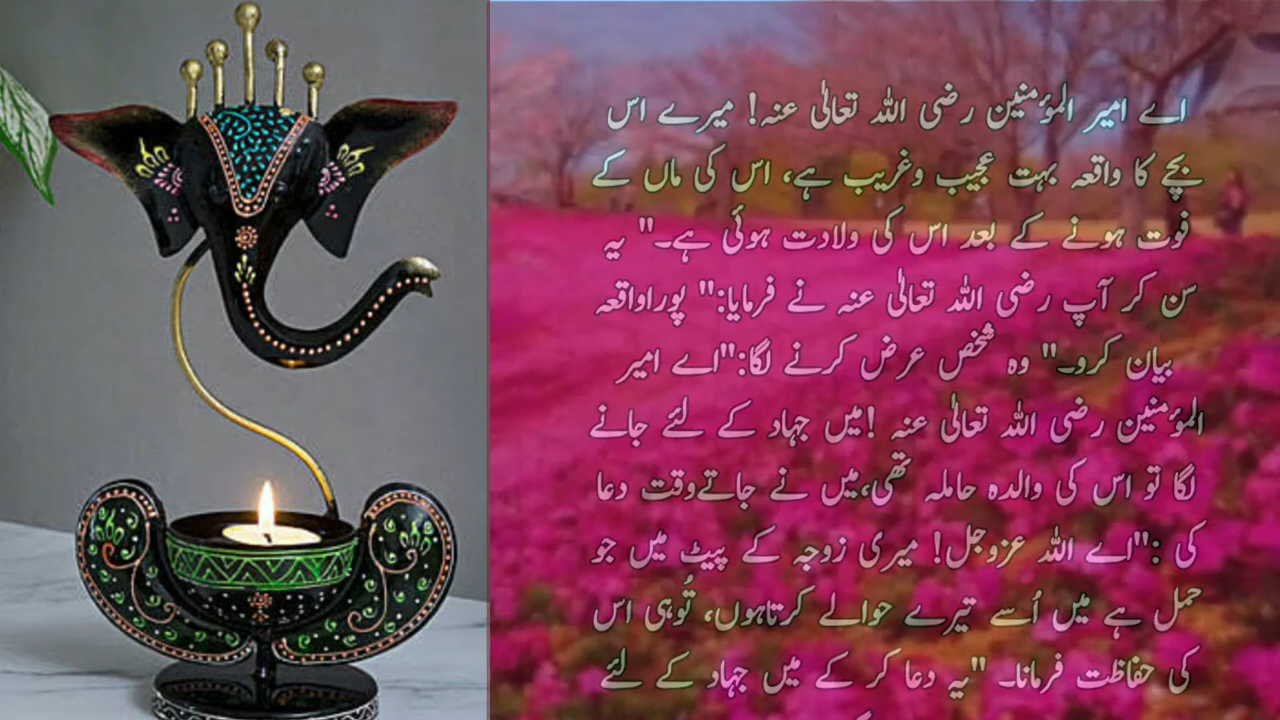 اے امیر المؤمنین رضی اللہ تعالٰی عنہ! میرے اس
بچے کا واقعہ بہت عجیب وغریب ہے، اس کی ماں کے
فوت ہونے کے بعد اس کی ولادت ہوئی ہے۔" یہ
سن کر آپ رضی اللہ تعالٰی عنہ نے فرمایا:" پوراواقعہ
بیان کرو۔" وہ شخص عرض کرنے لگا:"اے امیر
المؤمنین رضی اللہ تعالٰی عنہ !میں جہاد کے لئے جانے
لگا تو اس کی والدہ حاملہ تھی،میں نے جاتےوقت دعا
کی :"اے اللہ عزوجل! میری زوجہ کے پیٹ میں جو
حمل ہے میں اُسے تیرے حوالے کرتاہوں، تُوہی اس
کی حفاظت فرمانا۔ "یہ دعا کر کے میں جہاد کے لئے